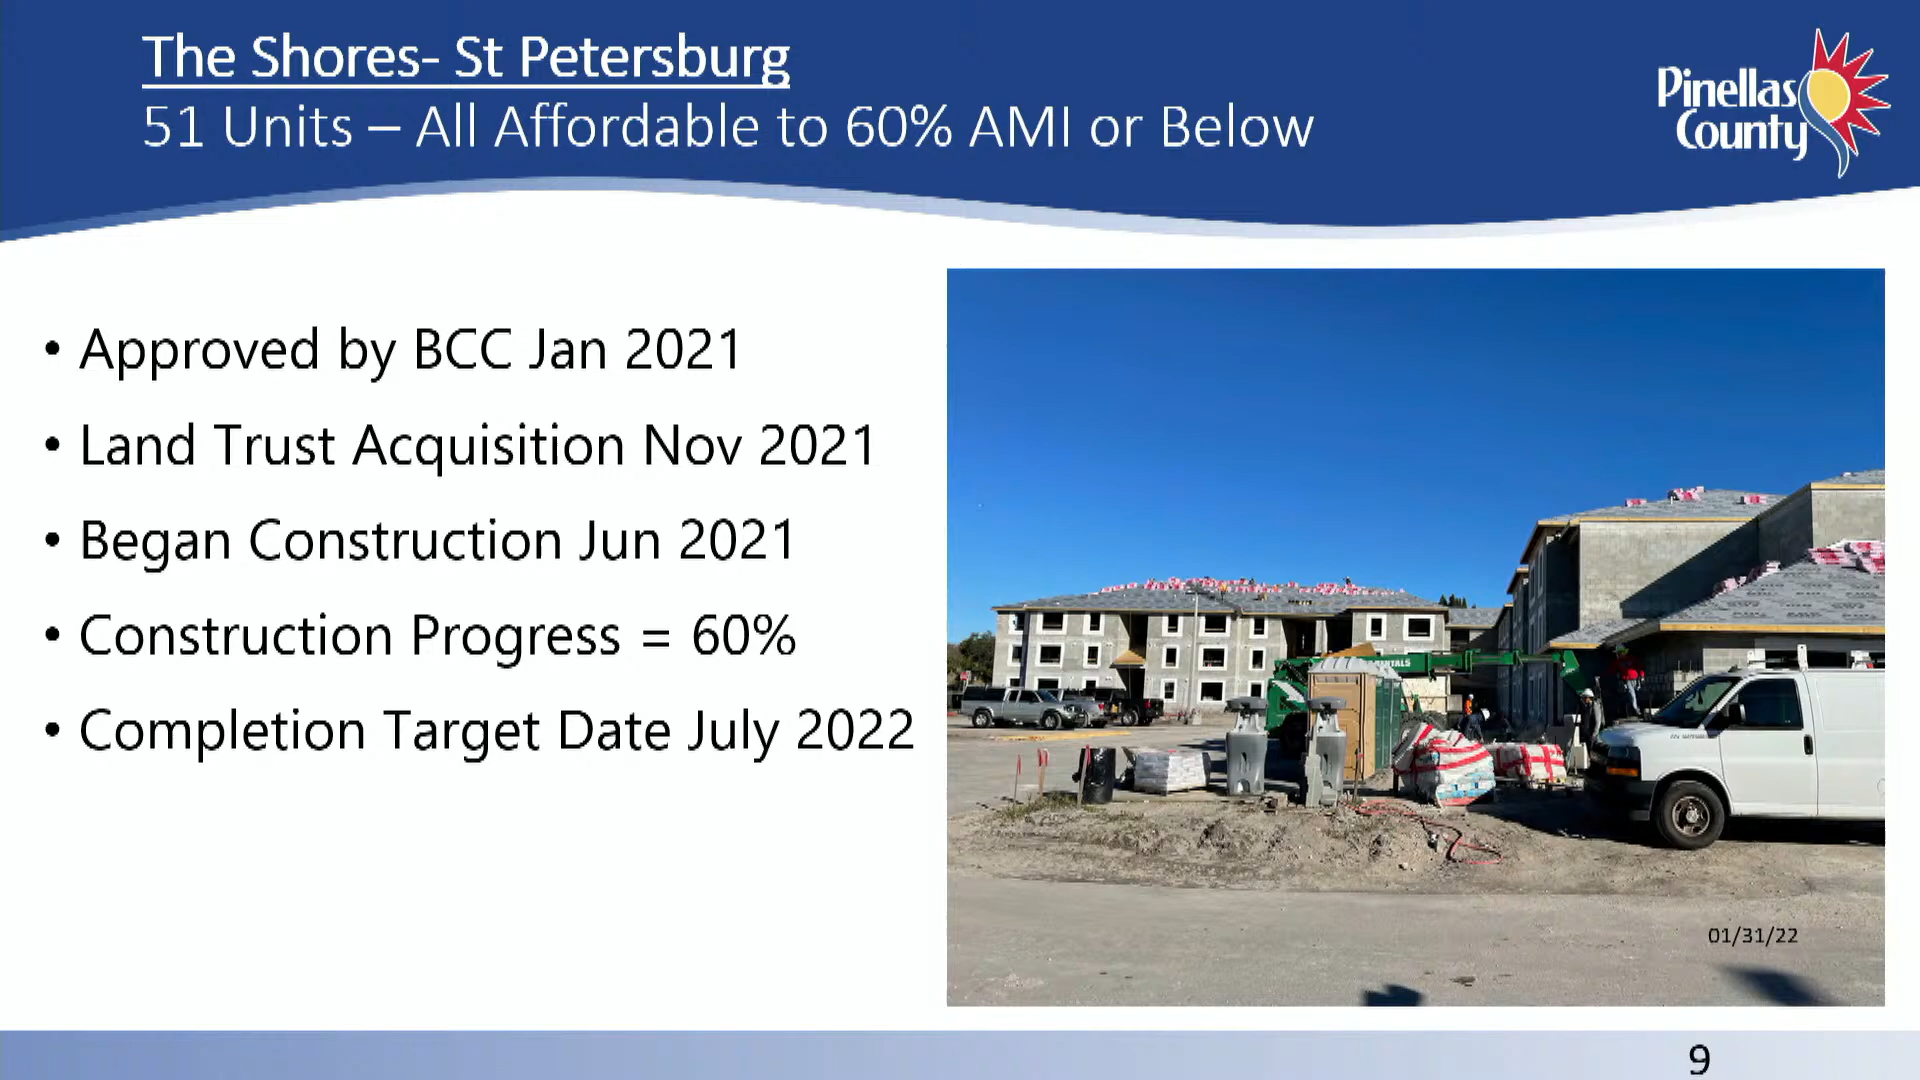 The Shores- St Petersburg
51 Units – All Affordable to 60% AMI or Below
Pinellas
County
• Approved by BCC Jan 2021
• Land Trust Acquisition Nov 2021
• Began Construction Jun 2021
• Construction Progress = 60%
• Completion Target Date July 2022
01/31/22
9